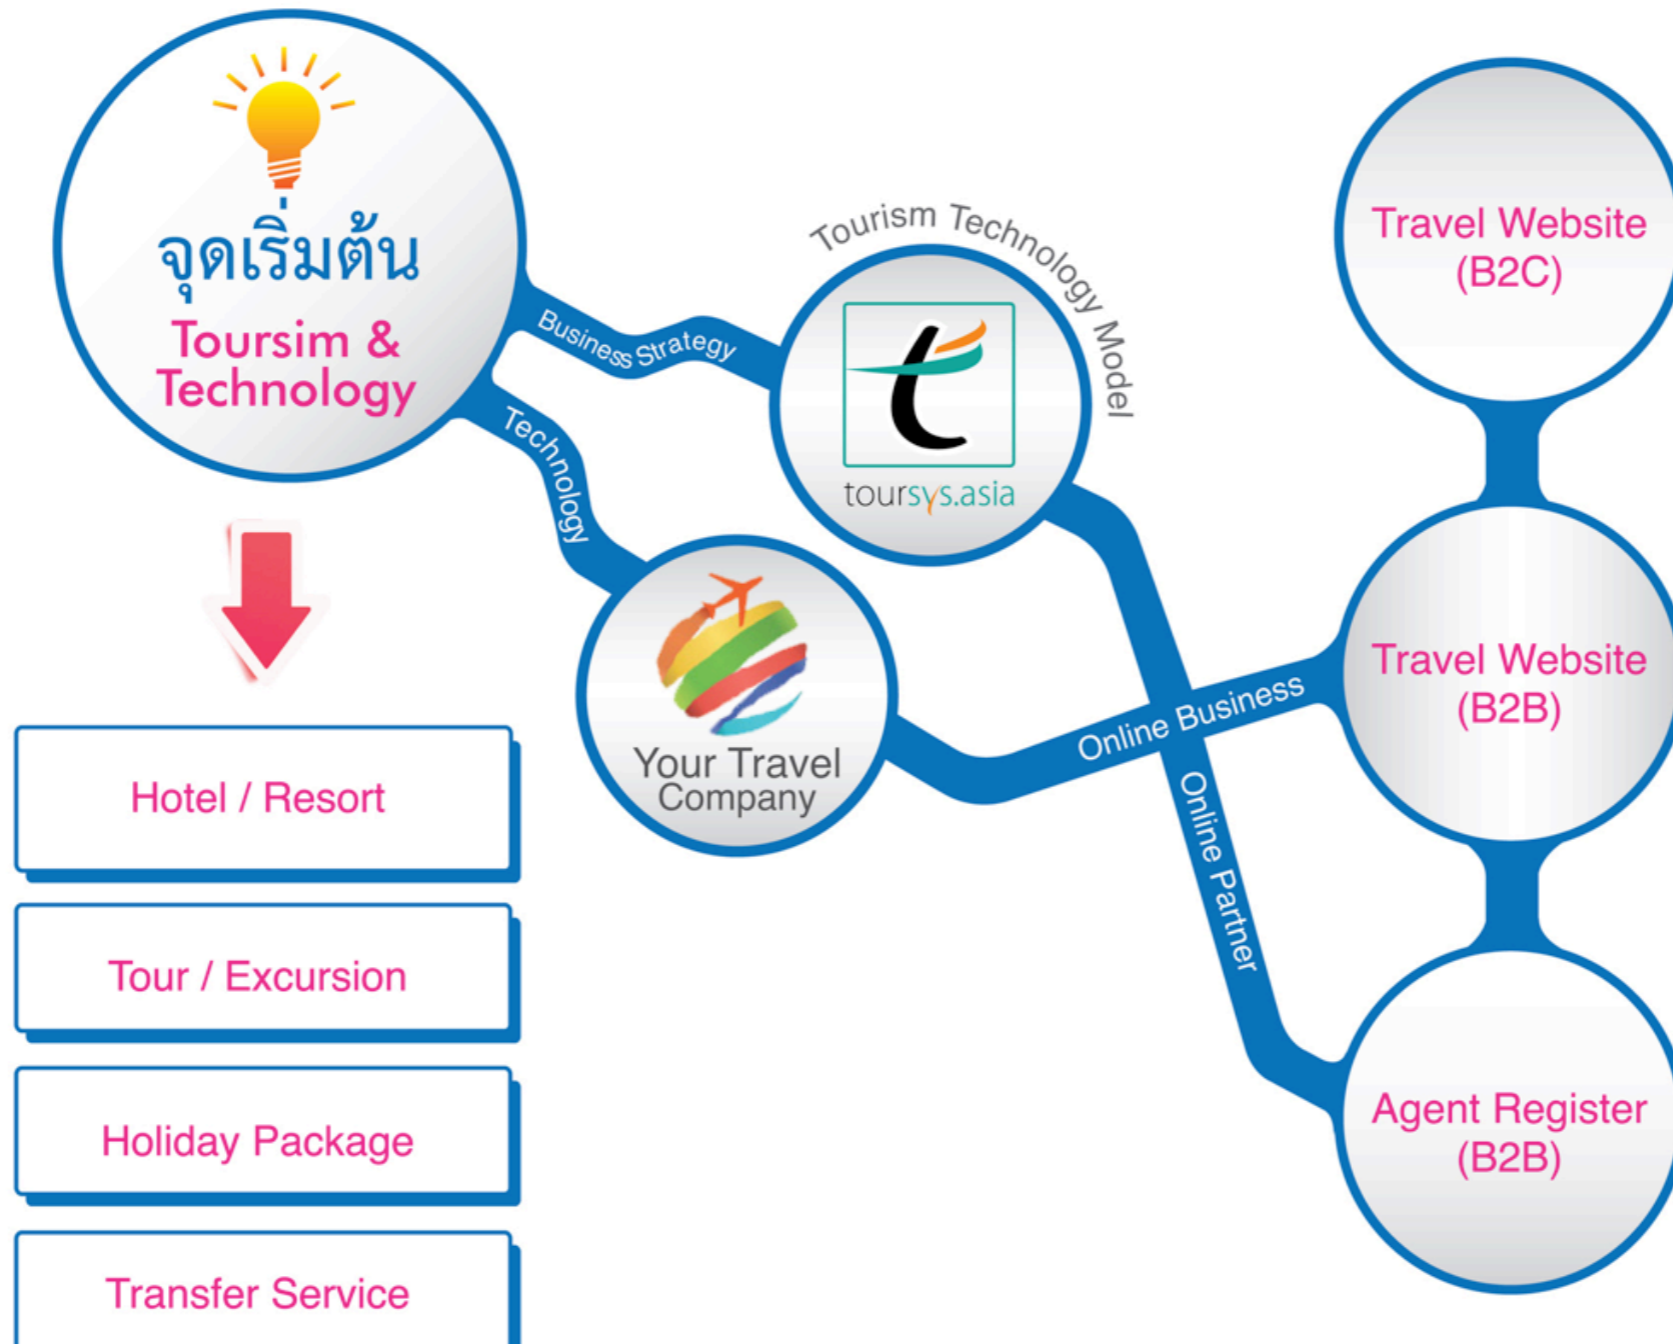 จุดเริ่มต้น
Toursim &
Technology
Business Strategy
Technology
Tourism Technology Model
toursys.asia
Your Travel
Company
Online Business
Online Partner
Travel Website
(B2C)
Travel Website
(B2B)
Agent Register
(B2B)
Hotel / Resort
Tour / Excursion
Holiday Package
Transfer Service